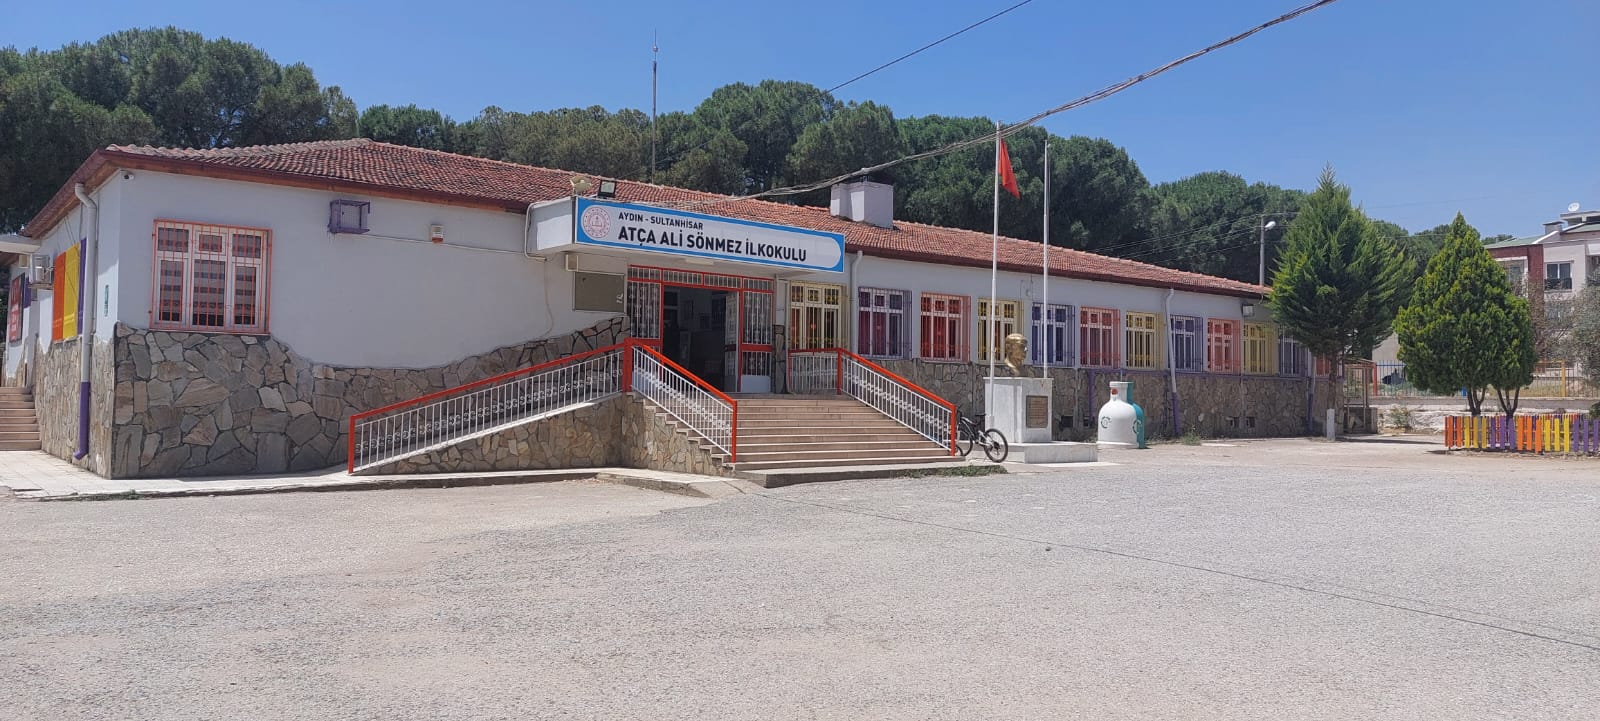 AYDIN - SULTANHİSAR
ATÇA ALİ SÖNMEZ İLKOKULU